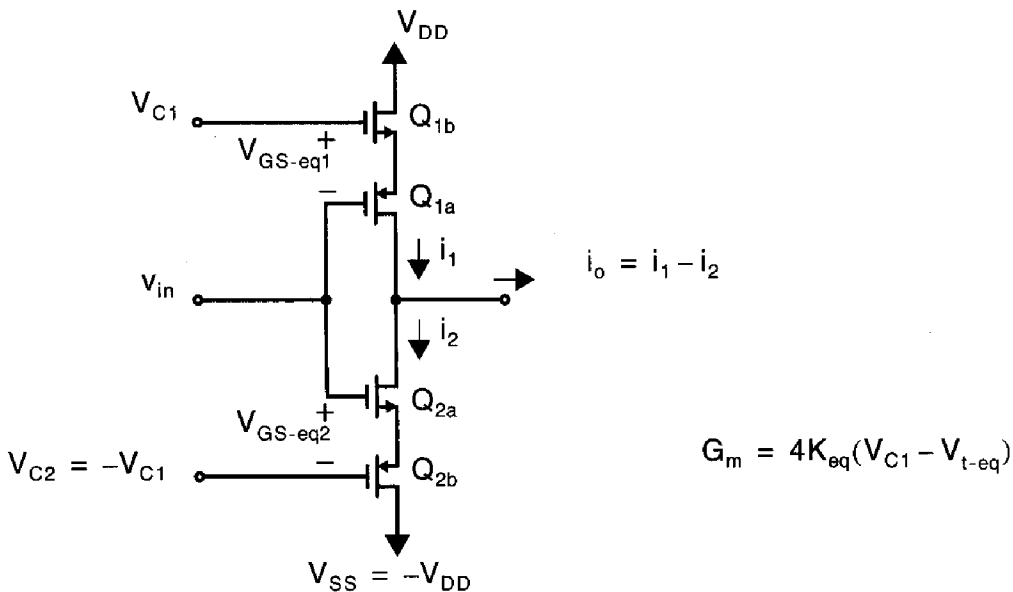 V_DD
V_C1
Q_1b
+
V_GS-eq1
−
Q_1a
i_1
i_o = i_1 − i_2
v_in
i_2
Q_2a
+
V_GS-eq2
−
V_C2 = −V_C1
Q_2b
G_m = 4K_eq(V_C1 − V_t-eq)
V_SS = −V_DD